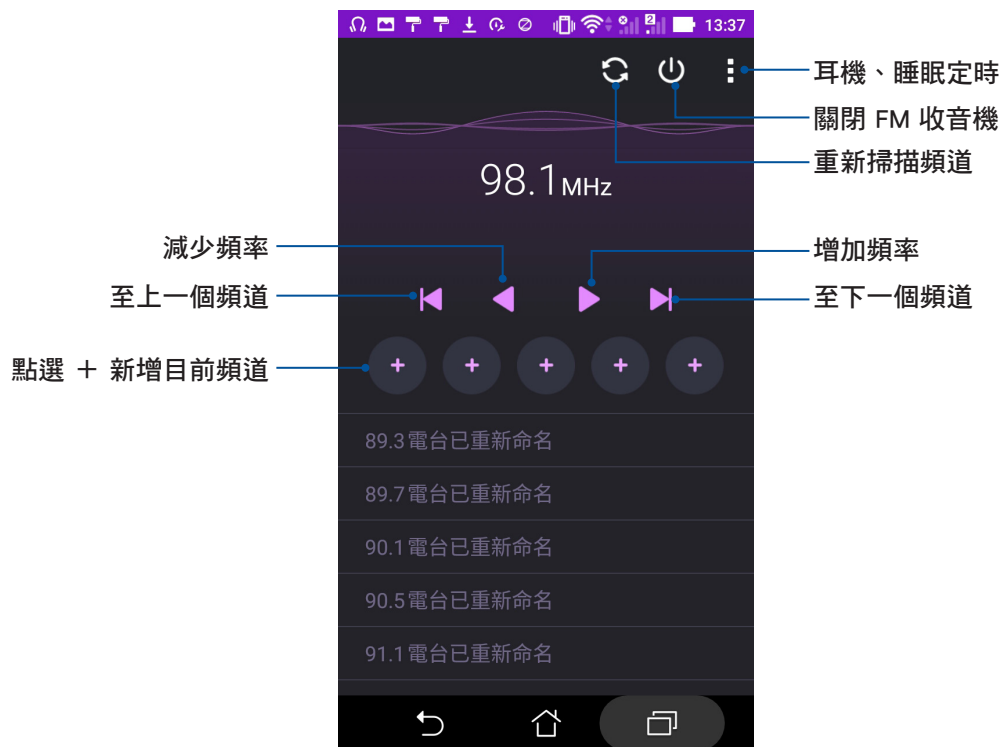 13:37
耳機、睡眠定時
關閉 FM 收音機
重新掃描頻道
98.1MHz
減少頻率
增加頻率
至上一個頻道
至下一個頻道
點選 ＋ 新增目前頻道
89.3電台已重新命名
89.7電台已重新命名
90.1電台已重新命名
90.5電台已重新命名
91.1電台已重新命名